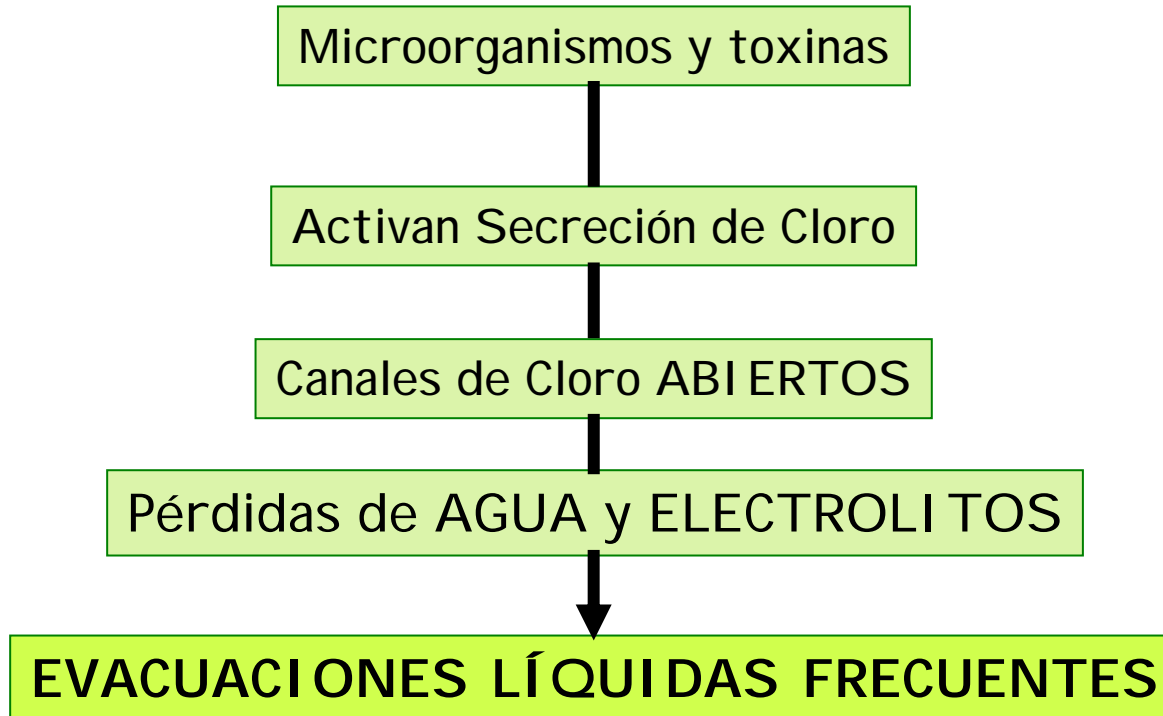 Microorganismos y toxinas
Activan Secreción de Cloro
Canales de Cloro ABIERTOS
Pérdidas de AGUA y ELECTROLITOS
EVACUACIONES LÍQUIDAS FRECUENTES